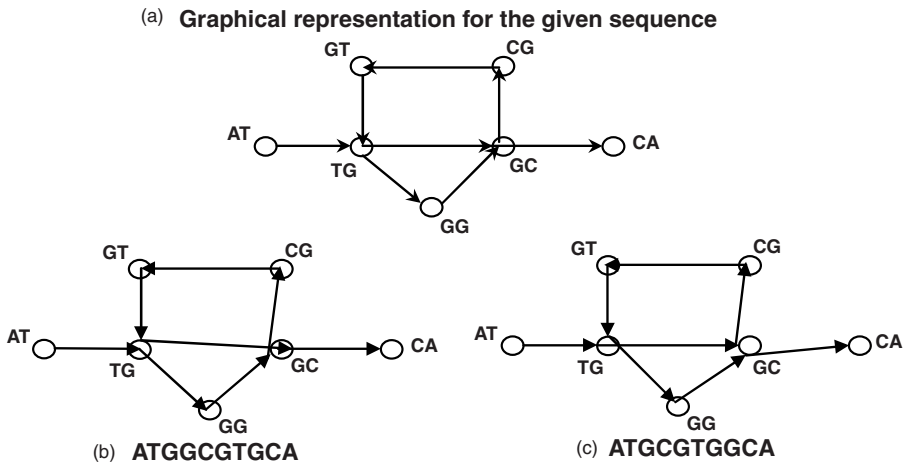 (a) Graphical representation for the given sequence
GT CG
AT CA
TG GC
GG
GT CG GT CG
AT CA AT CA
TG GC TG GC
GG GG
(b) ATGGCGTGCA (c) ATGCGTGGCA